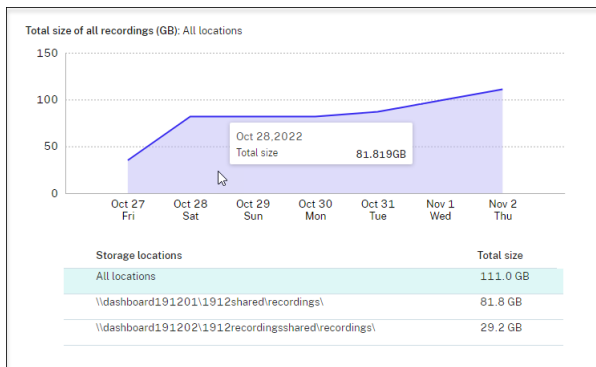 Total size of all recordings (GB): All locations
150
100
50
0
Oct 28,2022
Total size 81.819GB
Oct 27 Oct 28 Oct 29 Oct 30 Oct 31 Nov 1 Nov 2
Fri Sat Sun Mon Tue Wed Thu
Storage locations Total size
All locations 111.0 GB
\\dashboard191201\1912shared\recordings\ 81.8 GB
\\dashboard191202\1912recordingsshared\recordings\ 29.2 GB